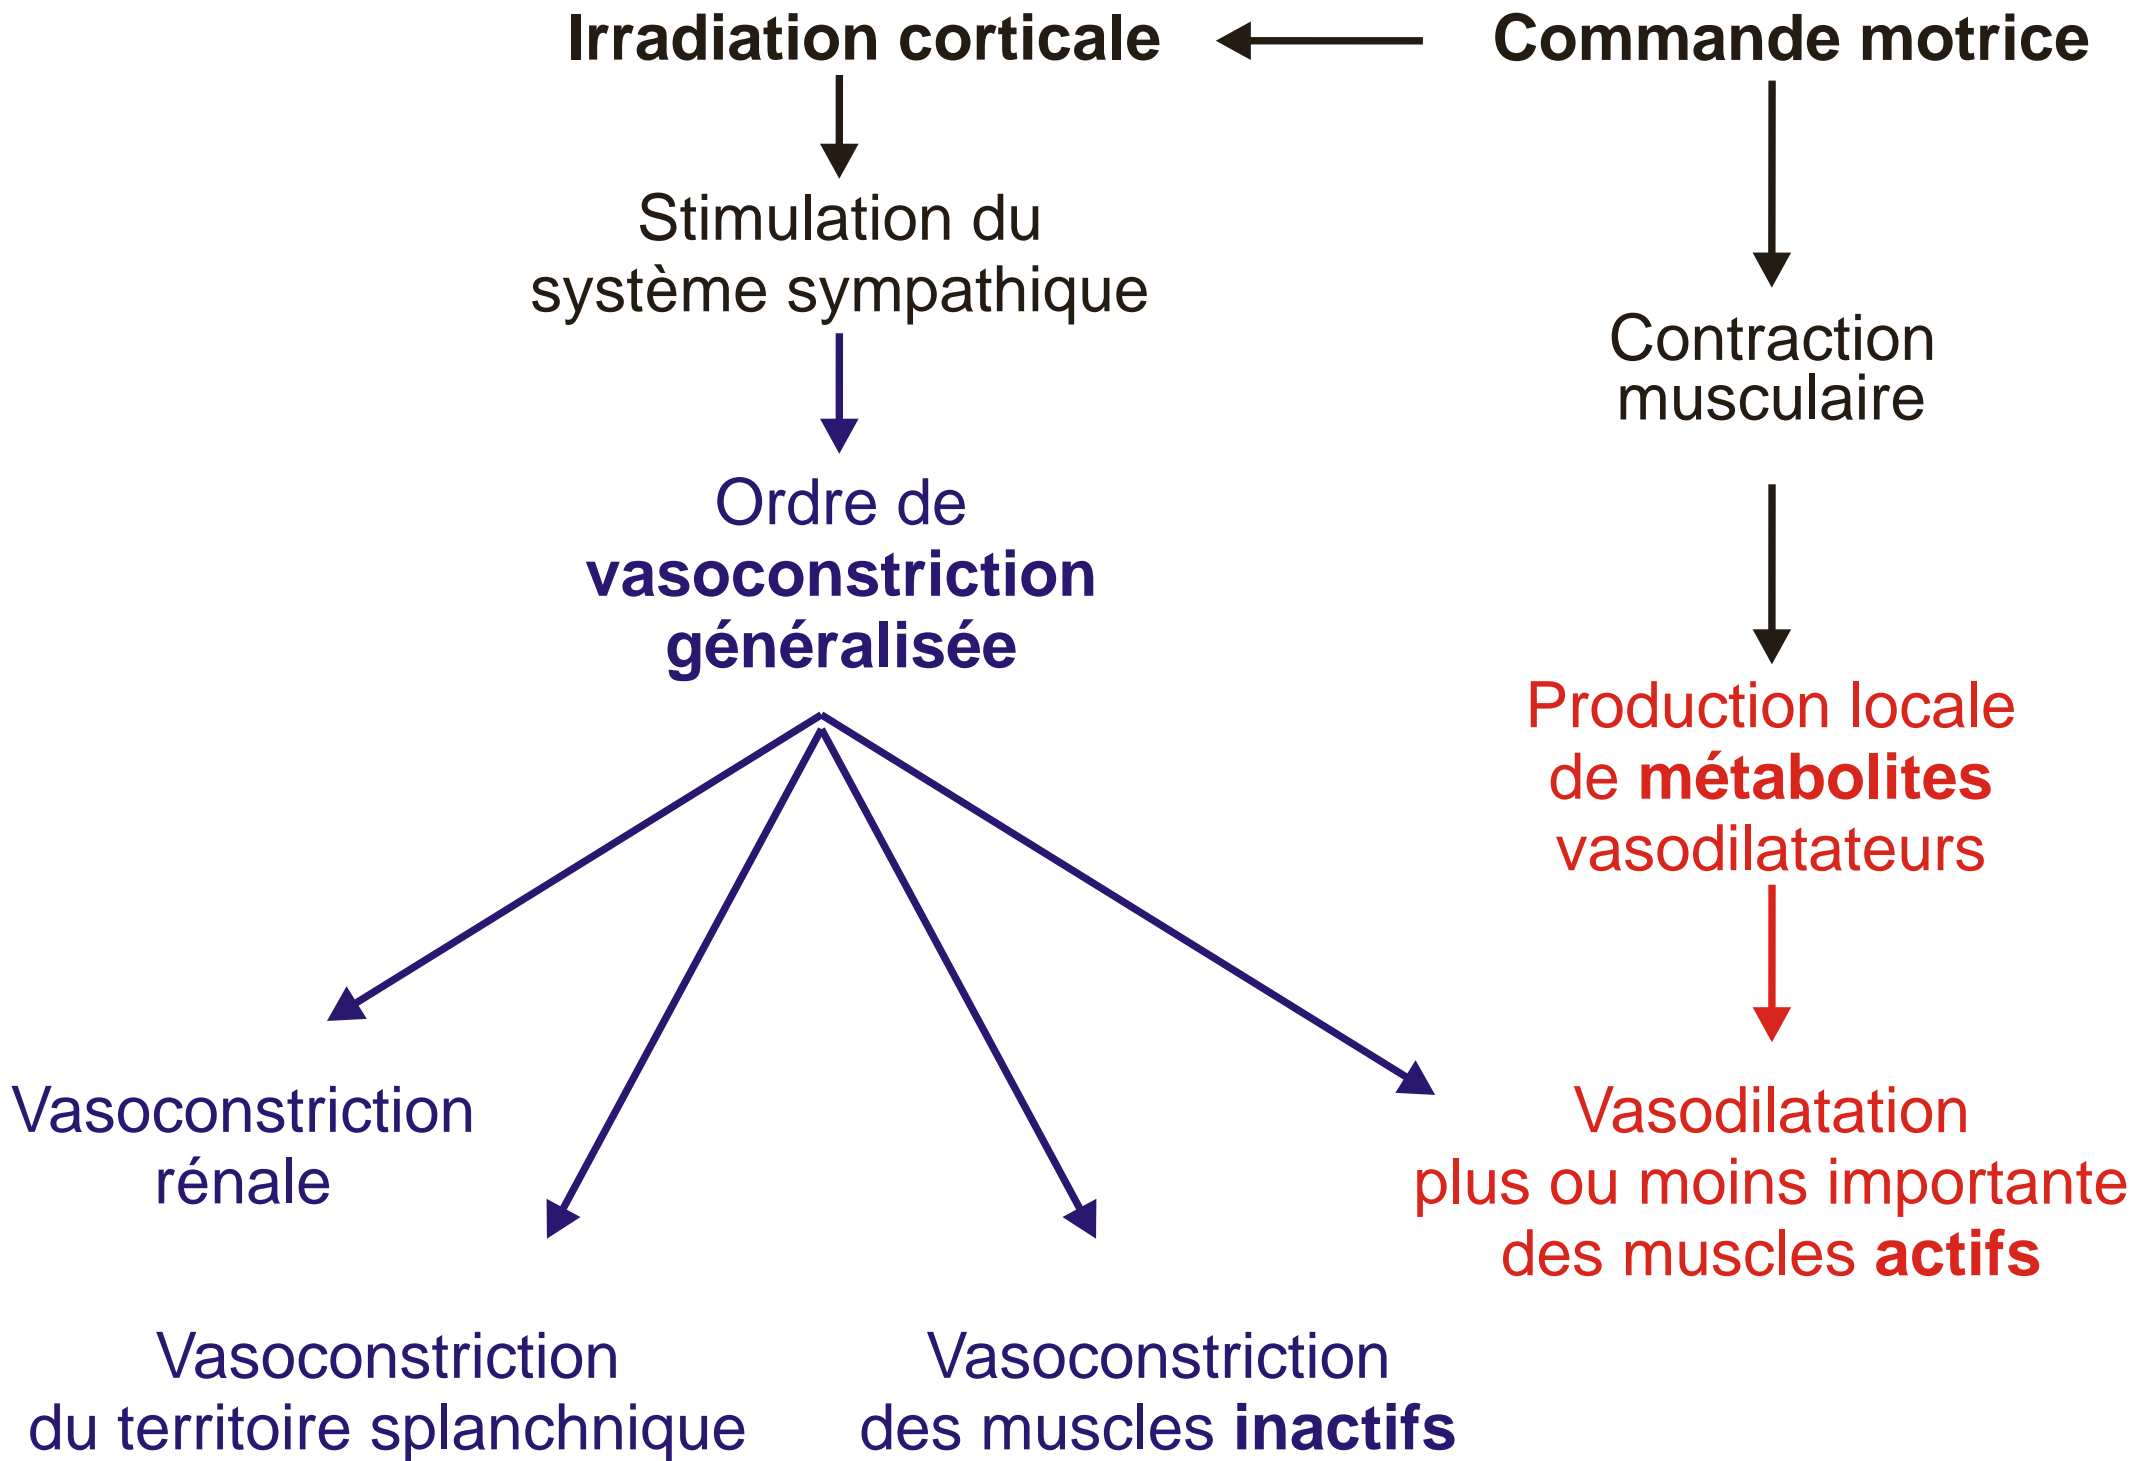 Irradiation corticale
Commande motrice
Stimulation du
système sympathique
Contraction
musculaire
Ordre de
vasoconstriction
généralisée
Production locale
de métabolites
vasodilatateurs
Vasoconstriction
rénale
Vasodilatation
plus ou moins importante
des muscles actifs
Vasoconstriction
du territoire splanchnique
Vasoconstriction
des muscles inactifs